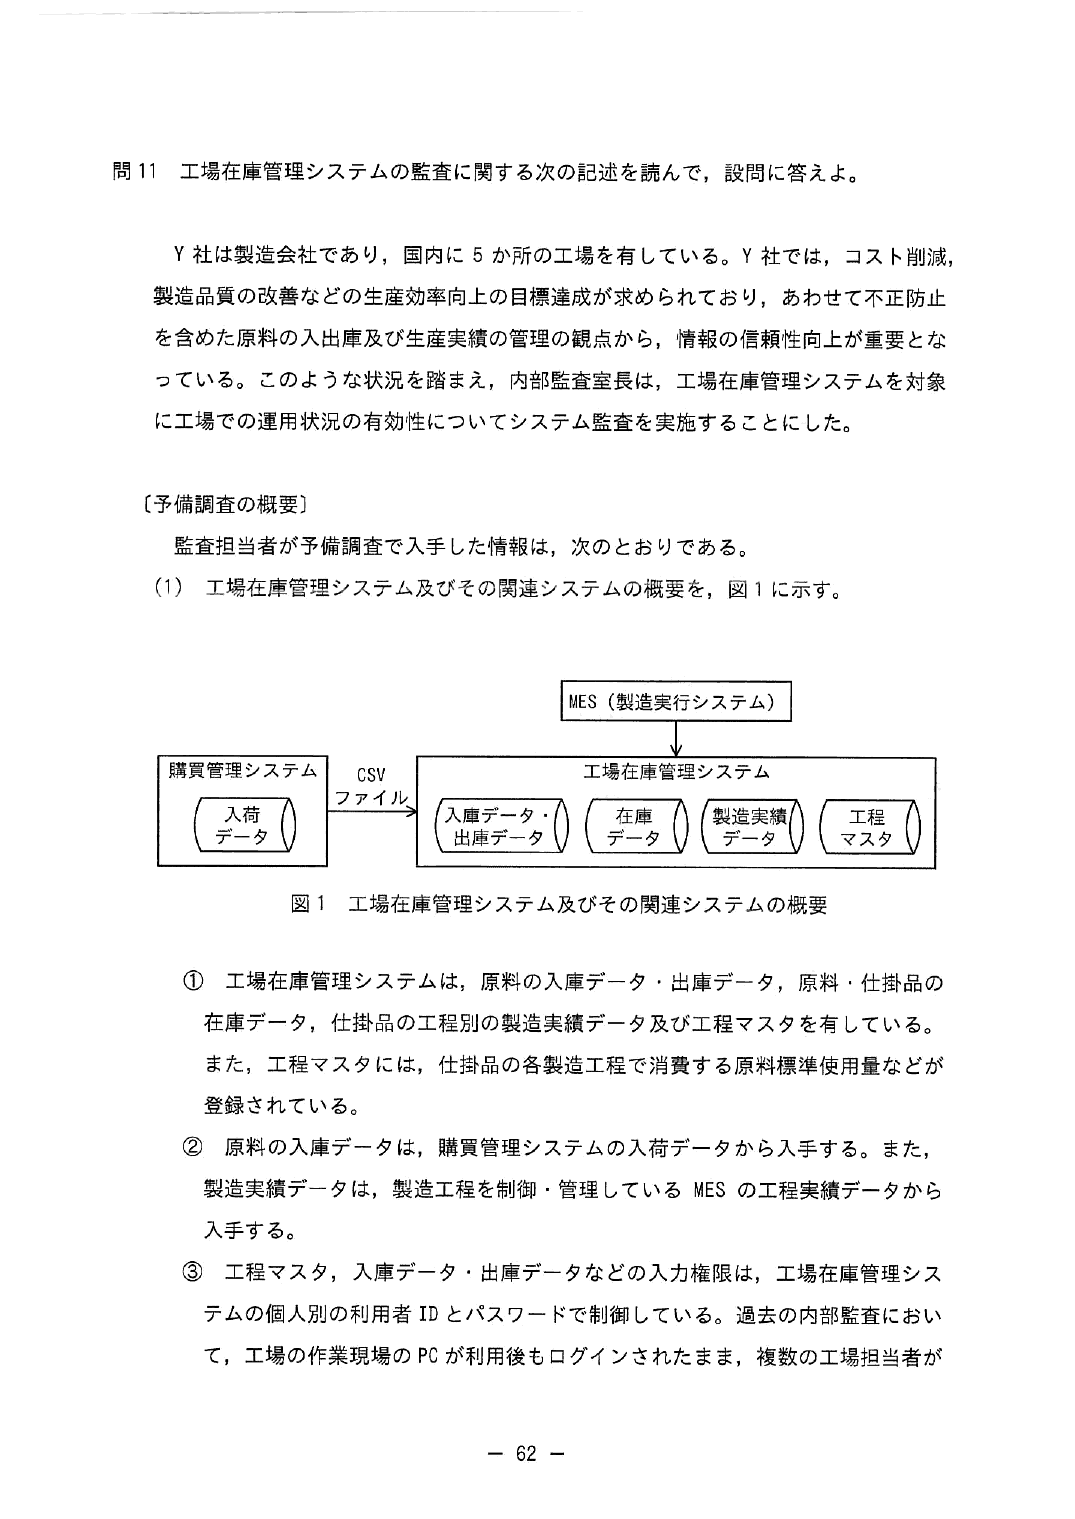 問11 工場在庫管理システムの監査に関する次の記述を読んで，設問に答えよ。
Y 社は製造会社であり，国内に 5 か所の工場を有している。Y 社では，コスト削減，
製造品質の改善などの生産効率向上の目標達成が求められており，あわせて不正防止
を含めた原料の入出庫及び生産実績の管理の観点から，情報の信頼性向上が重要とな
っている。このような状況を踏まえ，内部監査室長は，工場在庫管理システムを対象
に工場での運用状況の有効性についてシステム監査を実施することにした。
〔予備調査の概要〕
監査担当者が予備調査で入手した情報は，次のとおりである。
(1) 工場在庫管理システム及びその関連システムの概要を，図1に示す。
MES（製造実行システム）
購買管理システム
入荷
データ
CSV
ファイル
工場在庫管理システム
入庫データ・
出庫データ
在庫
データ
製造実績
データ
工程
マスタ
図1 工場在庫管理システム及びその関連システムの概要
① 工場在庫管理システムは，原料の入庫データ・出庫データ，原料・仕掛品の
在庫データ，仕掛品の工程別の製造実績データ及び工程マスタを有している。
また，工程マスタには，仕掛品の各製造工程で消費する原料標準使用量などが
登録されている。
② 原料の入庫データは，購買管理システムの入荷データから入手する。また，
製造実績データは，製造工程を制御・管理している MES の工程実績データから
入手する。
③ 工程マスタ，入庫データ・出庫データなどの入力権限は，工場在庫管理シス
テムの個人別の利用者 ID とパスワードで制御している。過去の内部監査におい
て，工場の作業現場の PC が利用後もログインされたまま，複数の工場担当者が
－ 62 －